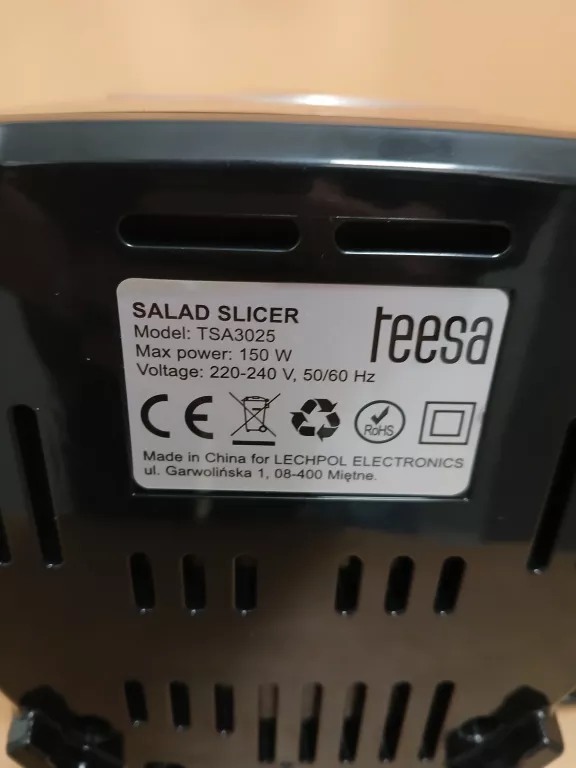 SALAD SLICER
teesa
Model: TSA3025
Max power: 150 W
Voltage: 220-240 V, 50/60 Hz
CE
RoHS
Made in China for LECHPOL ELECTRONICS
ul. Garwolińska 1, 08-400 Miętne.